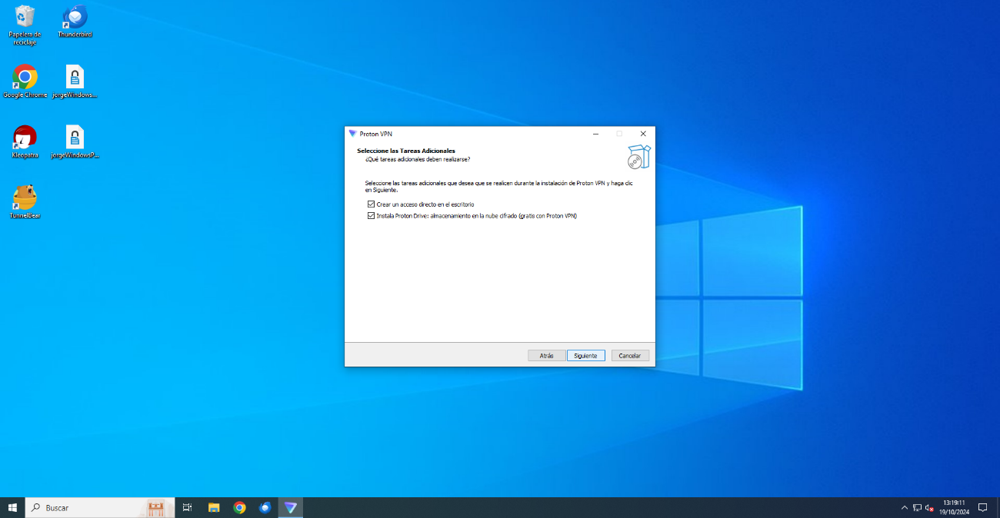 Papelera de
reciclaje
Thunderbird
Google Chrome
jorgeWindows...
Kleopatra
jorgeWindowsP...
TunnelBear
Proton VPN
Seleccione las Tareas Adicionales
¿Qué tareas adicionales deben realizarse?
Seleccione las tareas adicionales que desea que se realicen durante la instalación de Proton VPN y haga clic
en Siguiente.
Crear un acceso directo en el escritorio
Instala Proton Drive: almacenamiento en la nube cifrado (gratis con Proton VPN)
Atrás
Siguiente
Cancelar
Buscar
13:19:11
19/10/2024